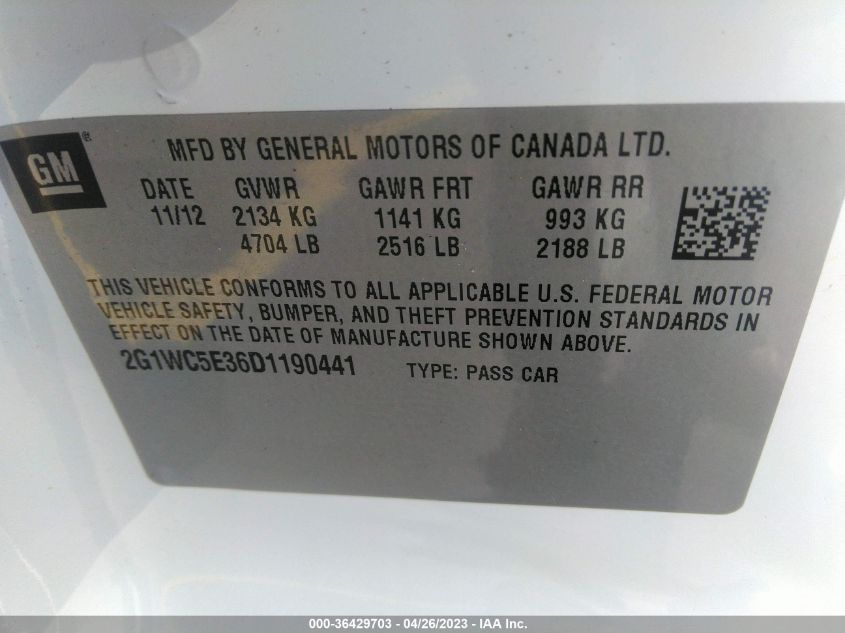 GM®
MFD BY GENERAL MOTORS OF CANADA LTD.
DATE GVWR GAWR FRT GAWR RR
11/12 2134 KG 1141 KG 993 KG
4704 LB 2516 LB 2188 LB
THIS VEHICLE CONFORMS TO ALL APPLICABLE U.S. FEDERAL MOTOR
VEHICLE SAFETY, BUMPER, AND THEFT PREVENTION STANDARDS IN
EFFECT ON THE DATE OF MANUFACTURE SHOWN ABOVE.
2G1WC5E36D1190441 TYPE: PASS CAR
000-36429703 - 04/26/2023 - IAA Inc.